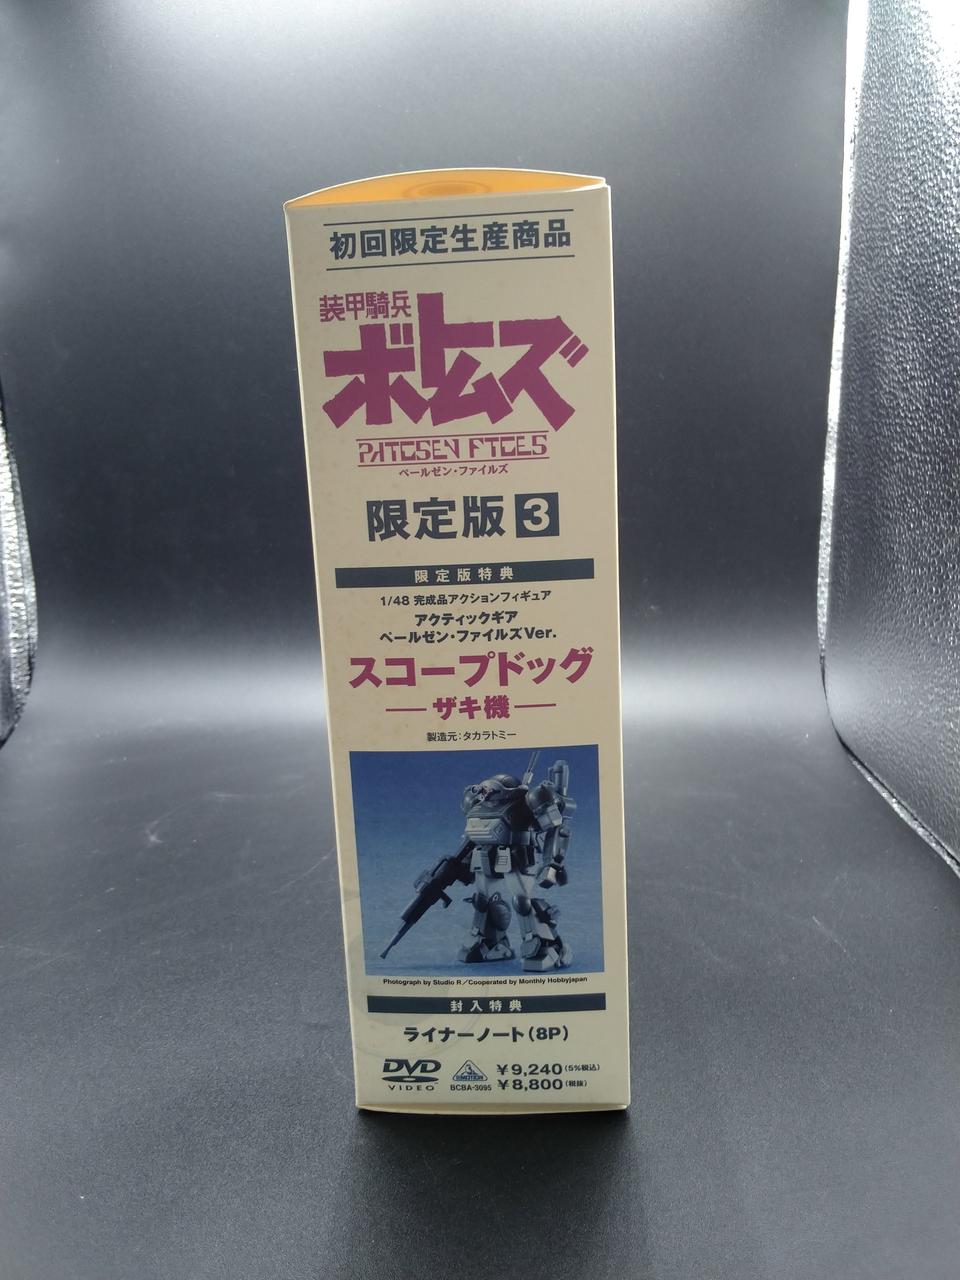 初回限定生産商品
装甲騎兵
ボトムズ
PAILSEN FILES
ペールゼン・ファイルズ
限定版 3
限定版特典
1/48 完成品アクションフィギュア
アクティックギア
ペールゼン・ファイルズVer.
スコープドッグ
―ザキ機―
製造元:タカラトミー
Photograph by Studio R/Cooperated by Monthly Hobbyjapan
封入特典
ライナーノート(8P)
DVD
VIDEO
EMOTION
BCBA-3095
¥9,240(5%税込)
¥8,800(税抜)